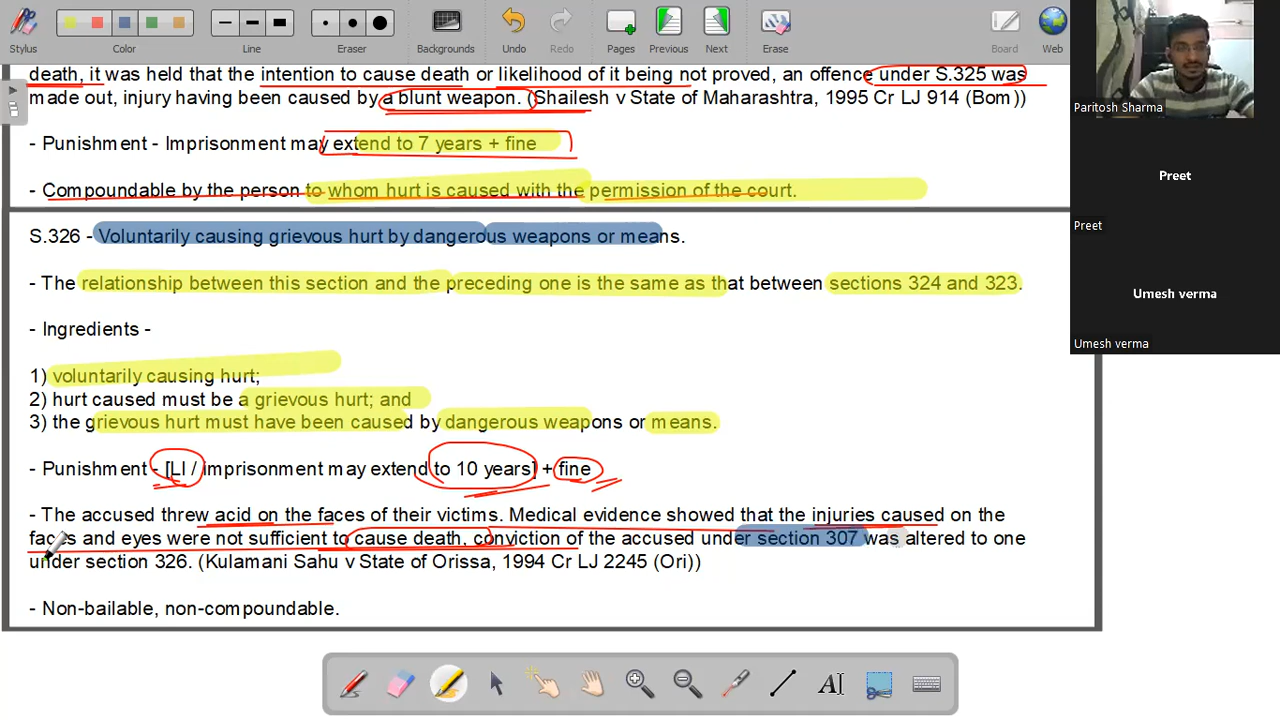 Stylus
Color
Line
Eraser
Backgrounds
Undo
Redo
Pages
Previous
Next
Erase
Board
Web
death, it was held that the intention to cause death or likelihood of it being not proved, an offence under S.325 was
made out, injury having been caused by a blunt weapon. (Shailesh v State of Maharashtra, 1995 Cr LJ 914 (Bom))
- Punishment - Imprisonment may extend to 7 years + fine
- Compoundable by the person to whom hurt is caused with the permission of the court.
S.326 - Voluntarily causing grievous hurt by dangerous weapons or means.
- The relationship between this section and the preceding one is the same as that between sections 324 and 323.
- Ingredients -
1) voluntarily causing hurt;
2) hurt caused must be a grievous hurt; and
3) the grievous hurt must have been caused by dangerous weapons or means.
- Punishment - [LI / imprisonment may extend to 10 years] + fine
- The accused threw acid on the faces of their victims. Medical evidence showed that the injuries caused on the
faces and eyes were not sufficient to cause death, conviction of the accused under section 307 was altered to one
under section 326. (Kulamani Sahu v State of Orissa, 1994 Cr LJ 2245 (Ori))
- Non-bailable, non-compoundable.
Paritosh Sharma
Preet
Preet
Umesh verma
Umesh verma